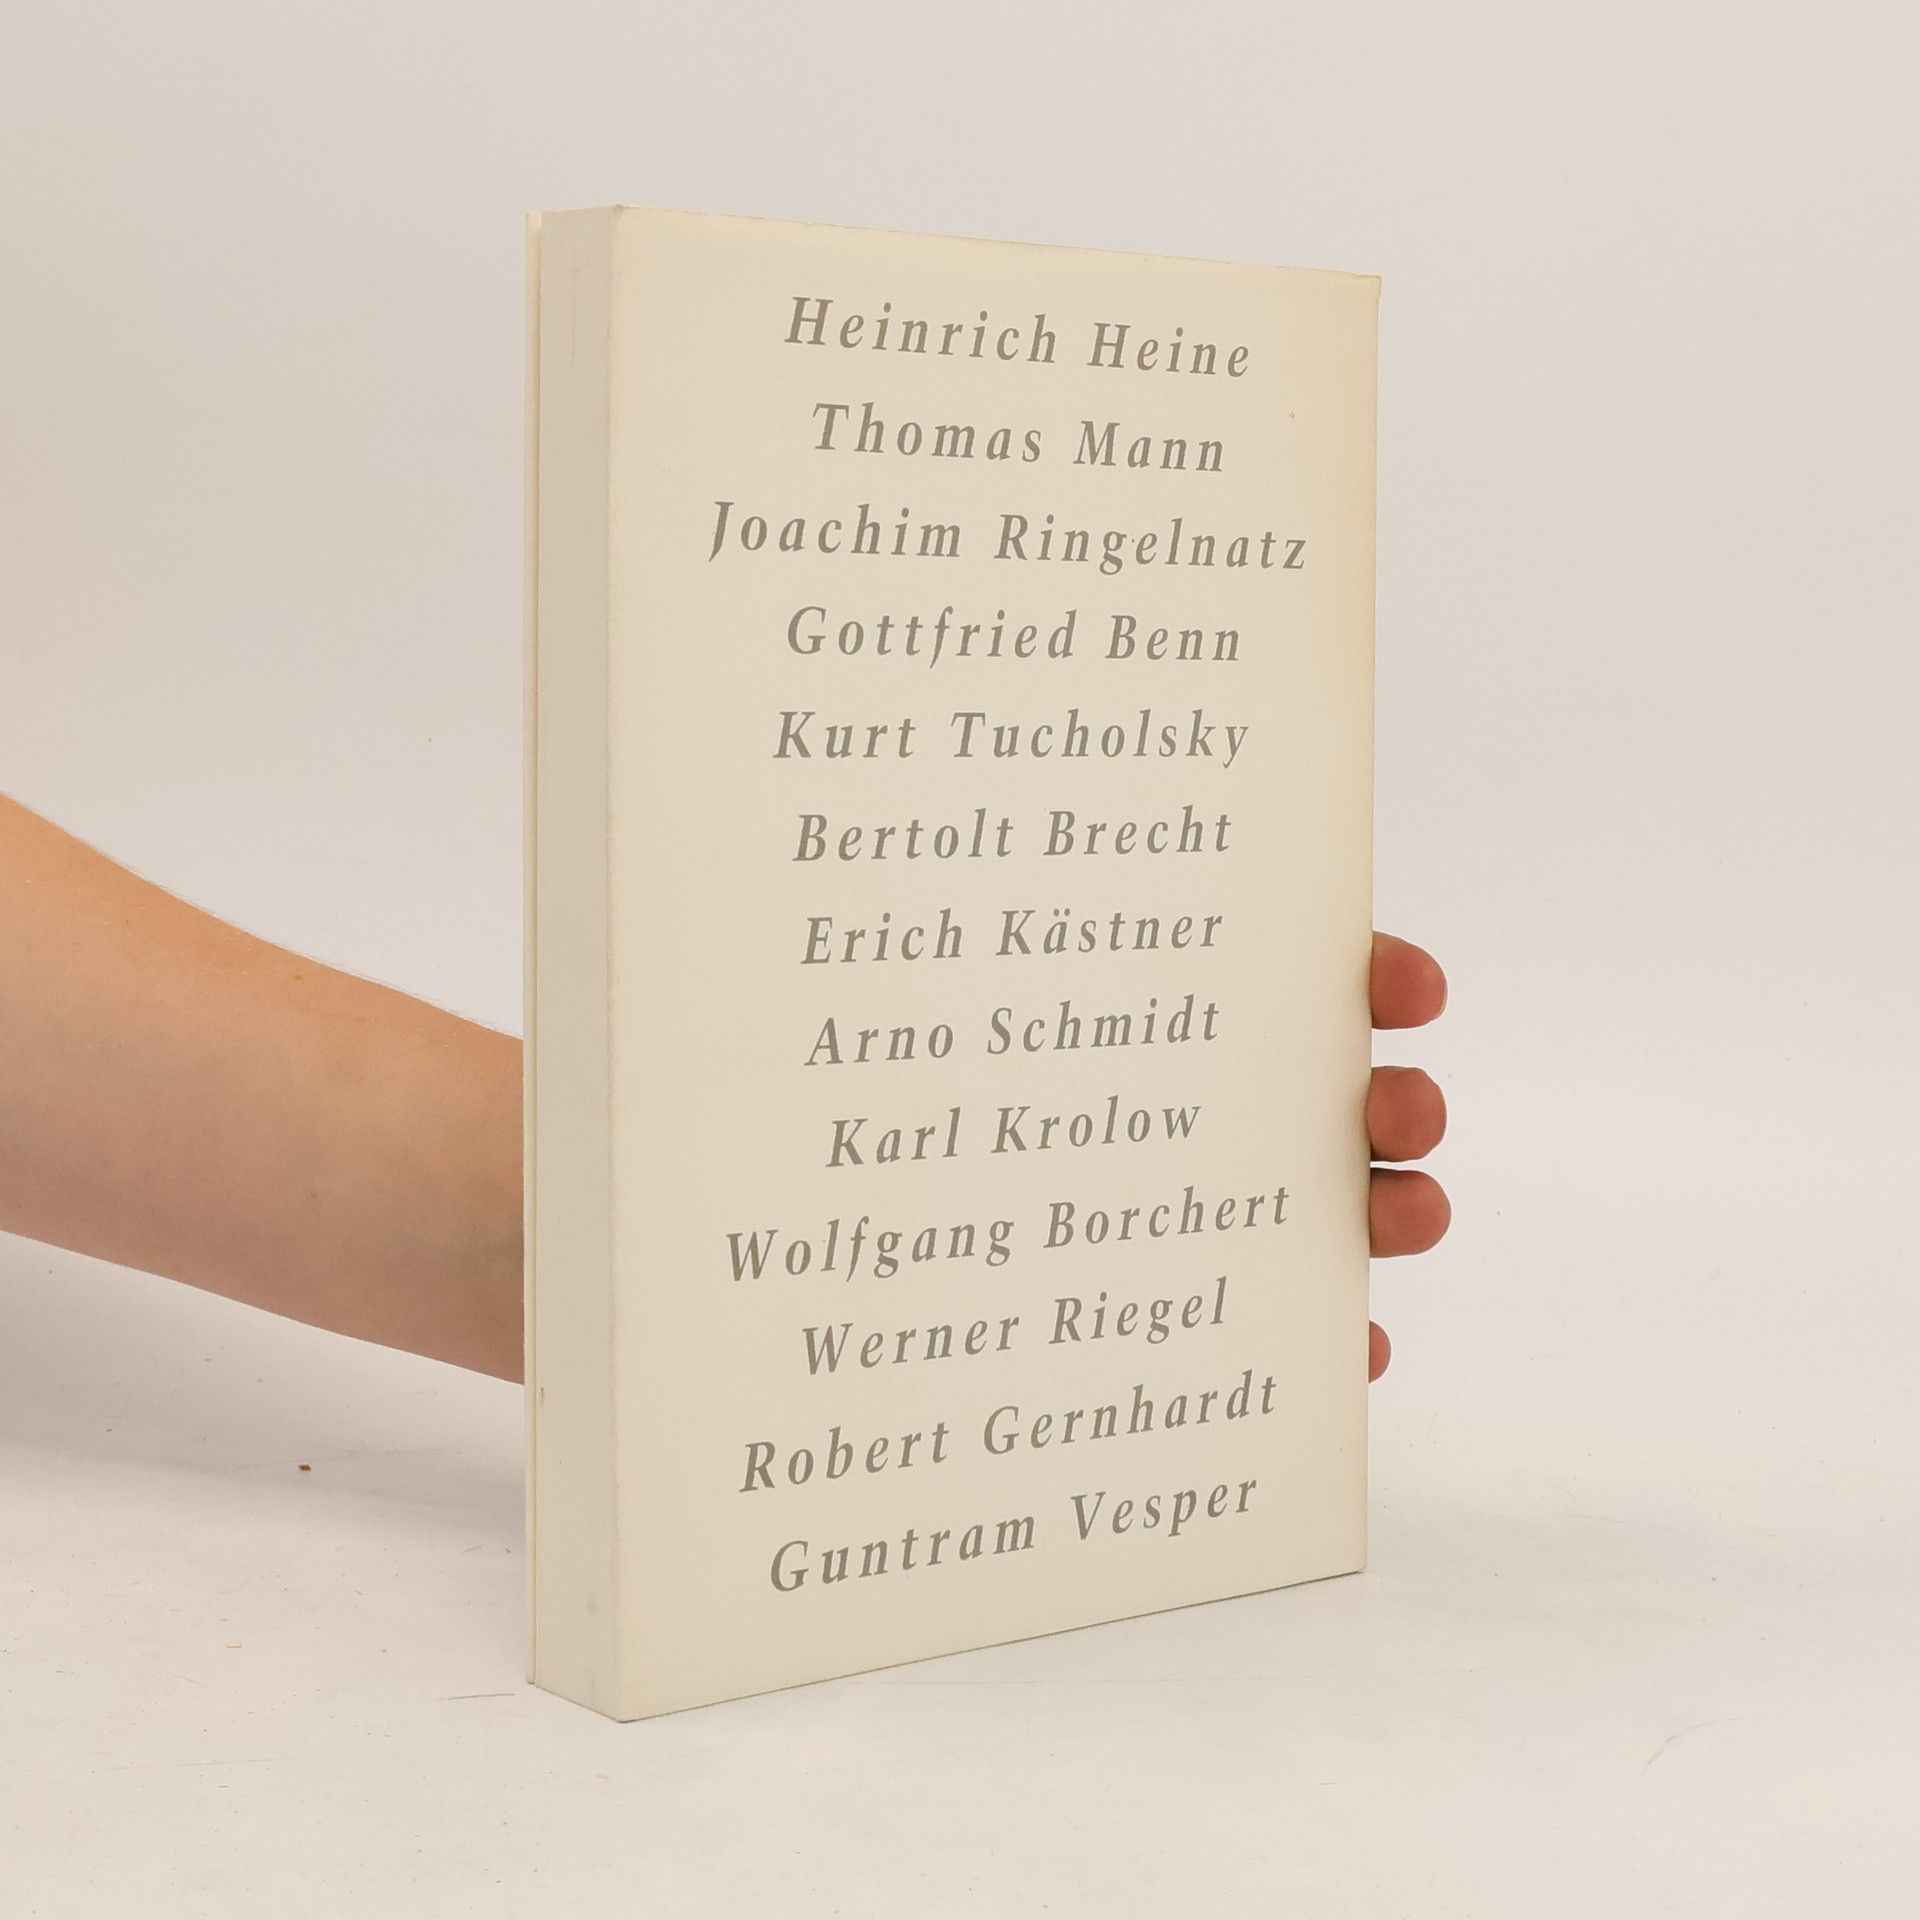 Heinrich Heine
Thomas Mann
Joachim Ringelnatz
Gottfried Benn
Kurt Tucholsky
Bertolt Brecht
Erich Kästner
Arno Schmidt
Karl Krolow
Wolfgang Borchert
Werner Riegel
Robert Gernhardt
Guntram Vesper